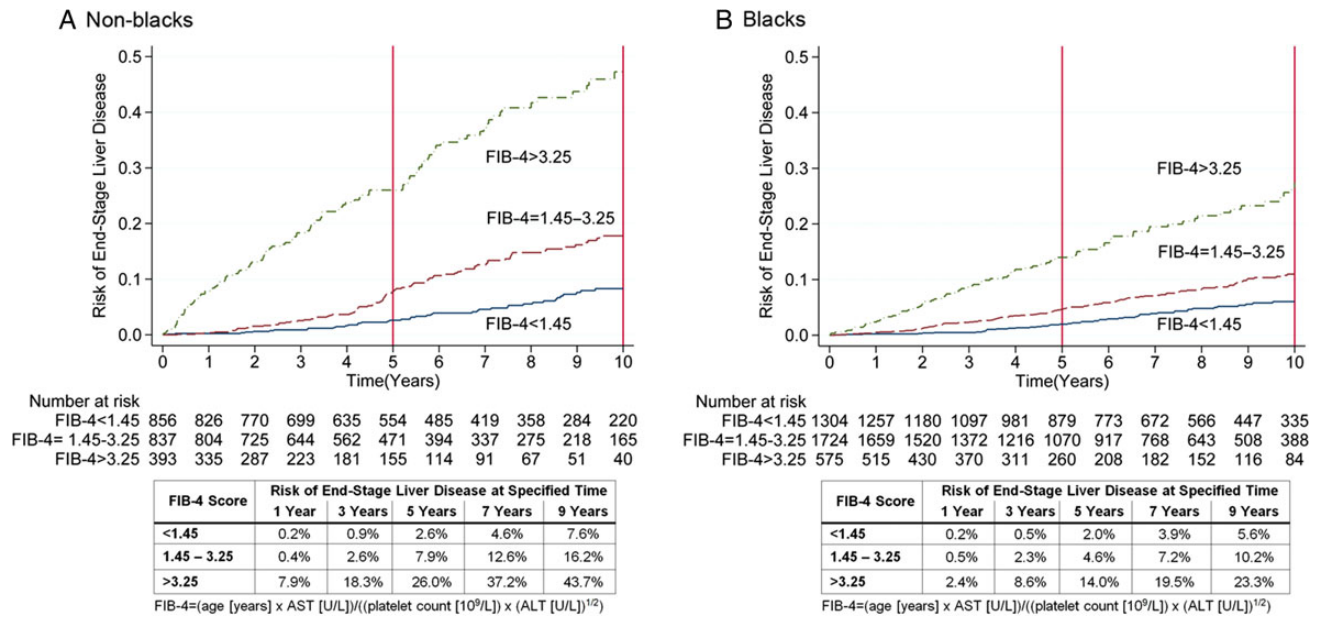 A Non-blacks
Risk of End-Stage Liver Disease
0.5
0.4
0.3
0.2
0.1
0.0
FIB-4>3.25
FIB-4=1.45-3.25
FIB-4<1.45
0 1 2 3 4 5 6 7 8 9 10
Time(Years)
Number at risk
FIB-4<1.45 856 826 770 699 635 554 485 419 358 284 220
FIB-4= 1.45-3.25 837 804 725 644 562 471 394 337 275 218 165
FIB-4>3.25 393 335 287 223 181 155 114 91 67 51 40
FIB-4 Score
Risk of End-Stage Liver Disease at Specified Time
1 Year 3 Years 5 Years 7 Years 9 Years
<1.45 0.2% 0.9% 2.6% 4.6% 7.6%
1.45 – 3.25 0.4% 2.6% 7.9% 12.6% 16.2%
>3.25 7.9% 18.3% 26.0% 37.2% 43.7%
FIB-4=(age [years] x AST [U/L])/((platelet count [10⁹/L]) x (ALT [U/L])¹/²)
B Blacks
Risk of End-Stage Liver Disease
0.5
0.4
0.3
0.2
0.1
0.0
FIB-4>3.25
FIB-4=1.45-3.25
FIB-4<1.45
0 1 2 3 4 5 6 7 8 9 10
Time(Years)
Number at risk
FIB-4<1.45 1304 1257 1180 1097 981 879 773 672 566 447 335
FIB-4=1.45-3.25 1724 1659 1520 1372 1216 1070 917 768 643 508 388
FIB-4>3.25 575 515 430 370 311 260 208 182 152 116 84
FIB-4 Score
Risk of End-Stage Liver Disease at Specified Time
1 Year 3 Years 5 Years 7 Years 9 Years
<1.45 0.2% 0.5% 2.0% 3.9% 5.6%
1.45 – 3.25 0.5% 2.3% 4.6% 7.2% 10.2%
>3.25 2.4% 8.6% 14.0% 19.5% 23.3%
FIB-4=(age [years] x AST [U/L])/((platelet count [10⁹/L]) x (ALT [U/L])¹/²)